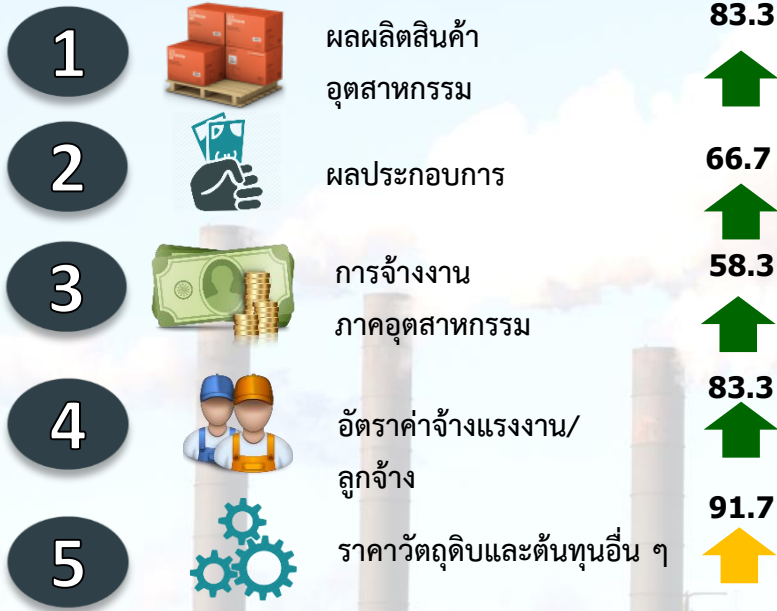 1
ผลผลิตสินค้า
อุตสาหกรรม
83.3
2
ผลประกอบการ
66.7
3
การจ้างงาน
ภาคอุตสาหกรรม
58.3
4
อัตราค่าจ้างแรงงาน/
ลูกจ้าง
83.3
5
ราคาวัตถุดิบและต้นทุนอื่น ๆ
91.7